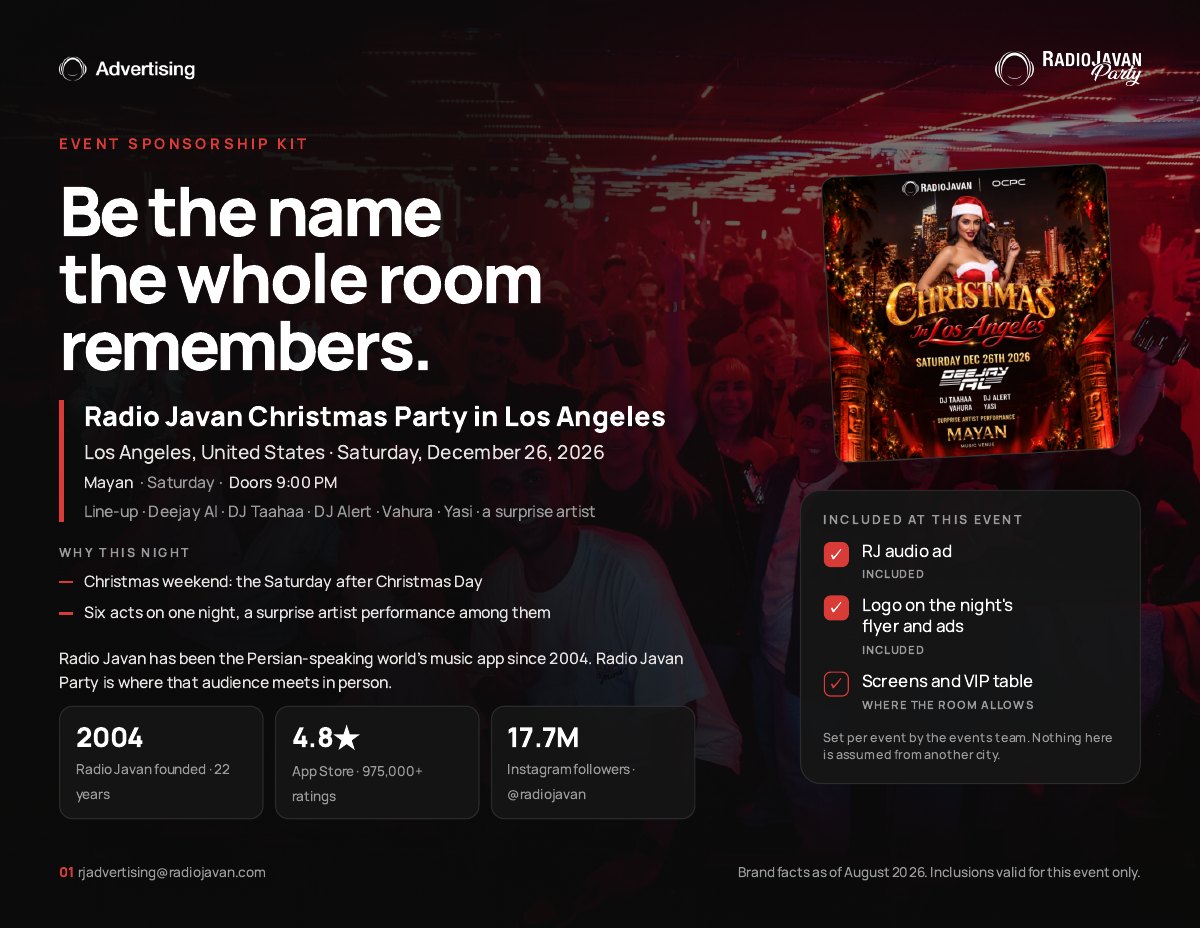 Advertising
RADIOJAVAN
Party
EVENT SPONSORSHIP KIT
Be the name
the whole room
remembers.
Radio Javan Christmas Party in Los Angeles
Los Angeles, United States · Saturday, December 26, 2026
Mayan · Saturday · Doors 9:00 PM
Line-up · Deejay Al · DJ Taahaa · DJ Alert · Vahura · Yasi · a surprise artist
WHY THIS NIGHT
Christmas weekend: the Saturday after Christmas Day
Six acts on one night, a surprise artist performance among them
Radio Javan has been the Persian-speaking world's music app since 2004. Radio Javan
Party is where that audience meets in person.
2004
Radio Javan founded · 22
years
4.8★
App Store · 975,000+
ratings
17.7M
Instagram followers ·
@radiojavan
RADIOJAVAN | OCPC
CHRISTMAS
In Los Angeles
SATURDAY DEC 26TH 2026
DEEJAY
AL
DJ TAAHAA DJ ALERT
VAHURA YASI
SURPRISE ARTIST PERFORMANCE
MAYAN
MUSIC VENUE
INCLUDED AT THIS EVENT
✓ RJ audio ad
INCLUDED
✓ Logo on the night's
flyer and ads
INCLUDED
✓ Screens and VIP table
WHERE THE ROOM ALLOWS
Set per event by the events team. Nothing here
is assumed from another city.
01 rjadvertising@radiojavan.com
Brand facts as of August 2026. Inclusions valid for this event only.